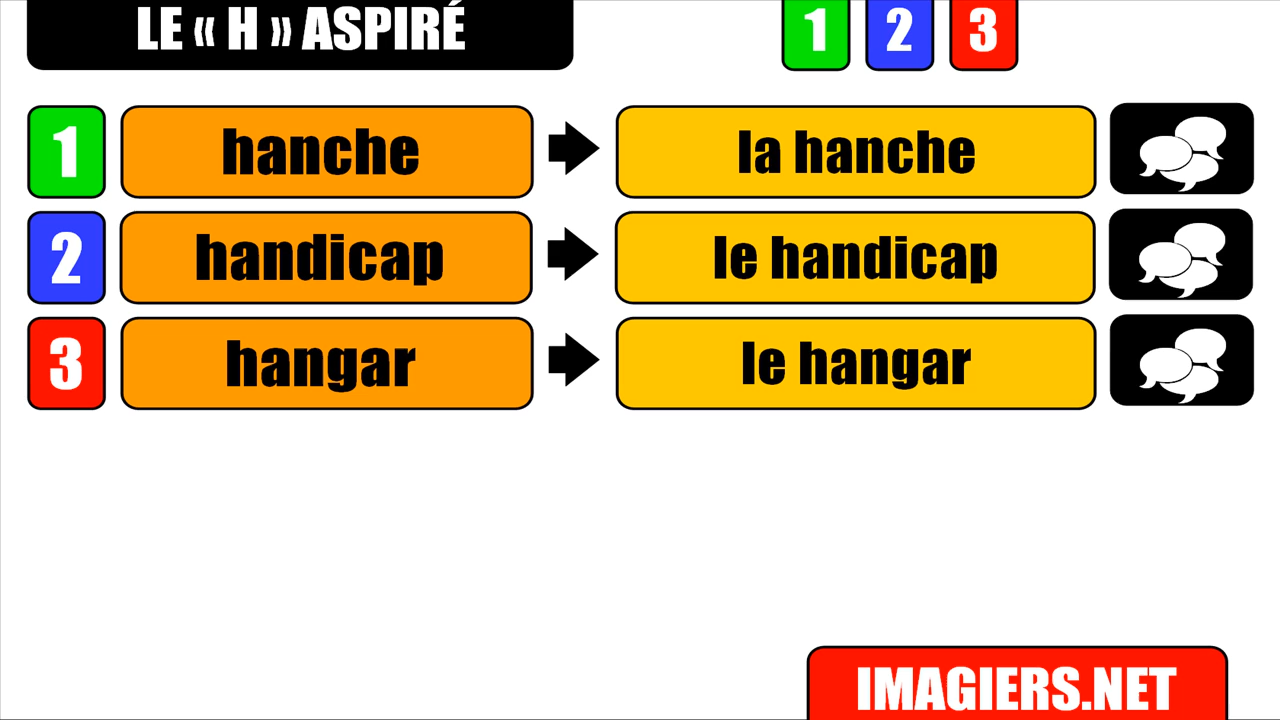 LE « H » ASPIRÉ
1 2 3
1 hanche la hanche
2 handicap le handicap
3 hangar le hangar
IMAGIERS.NET